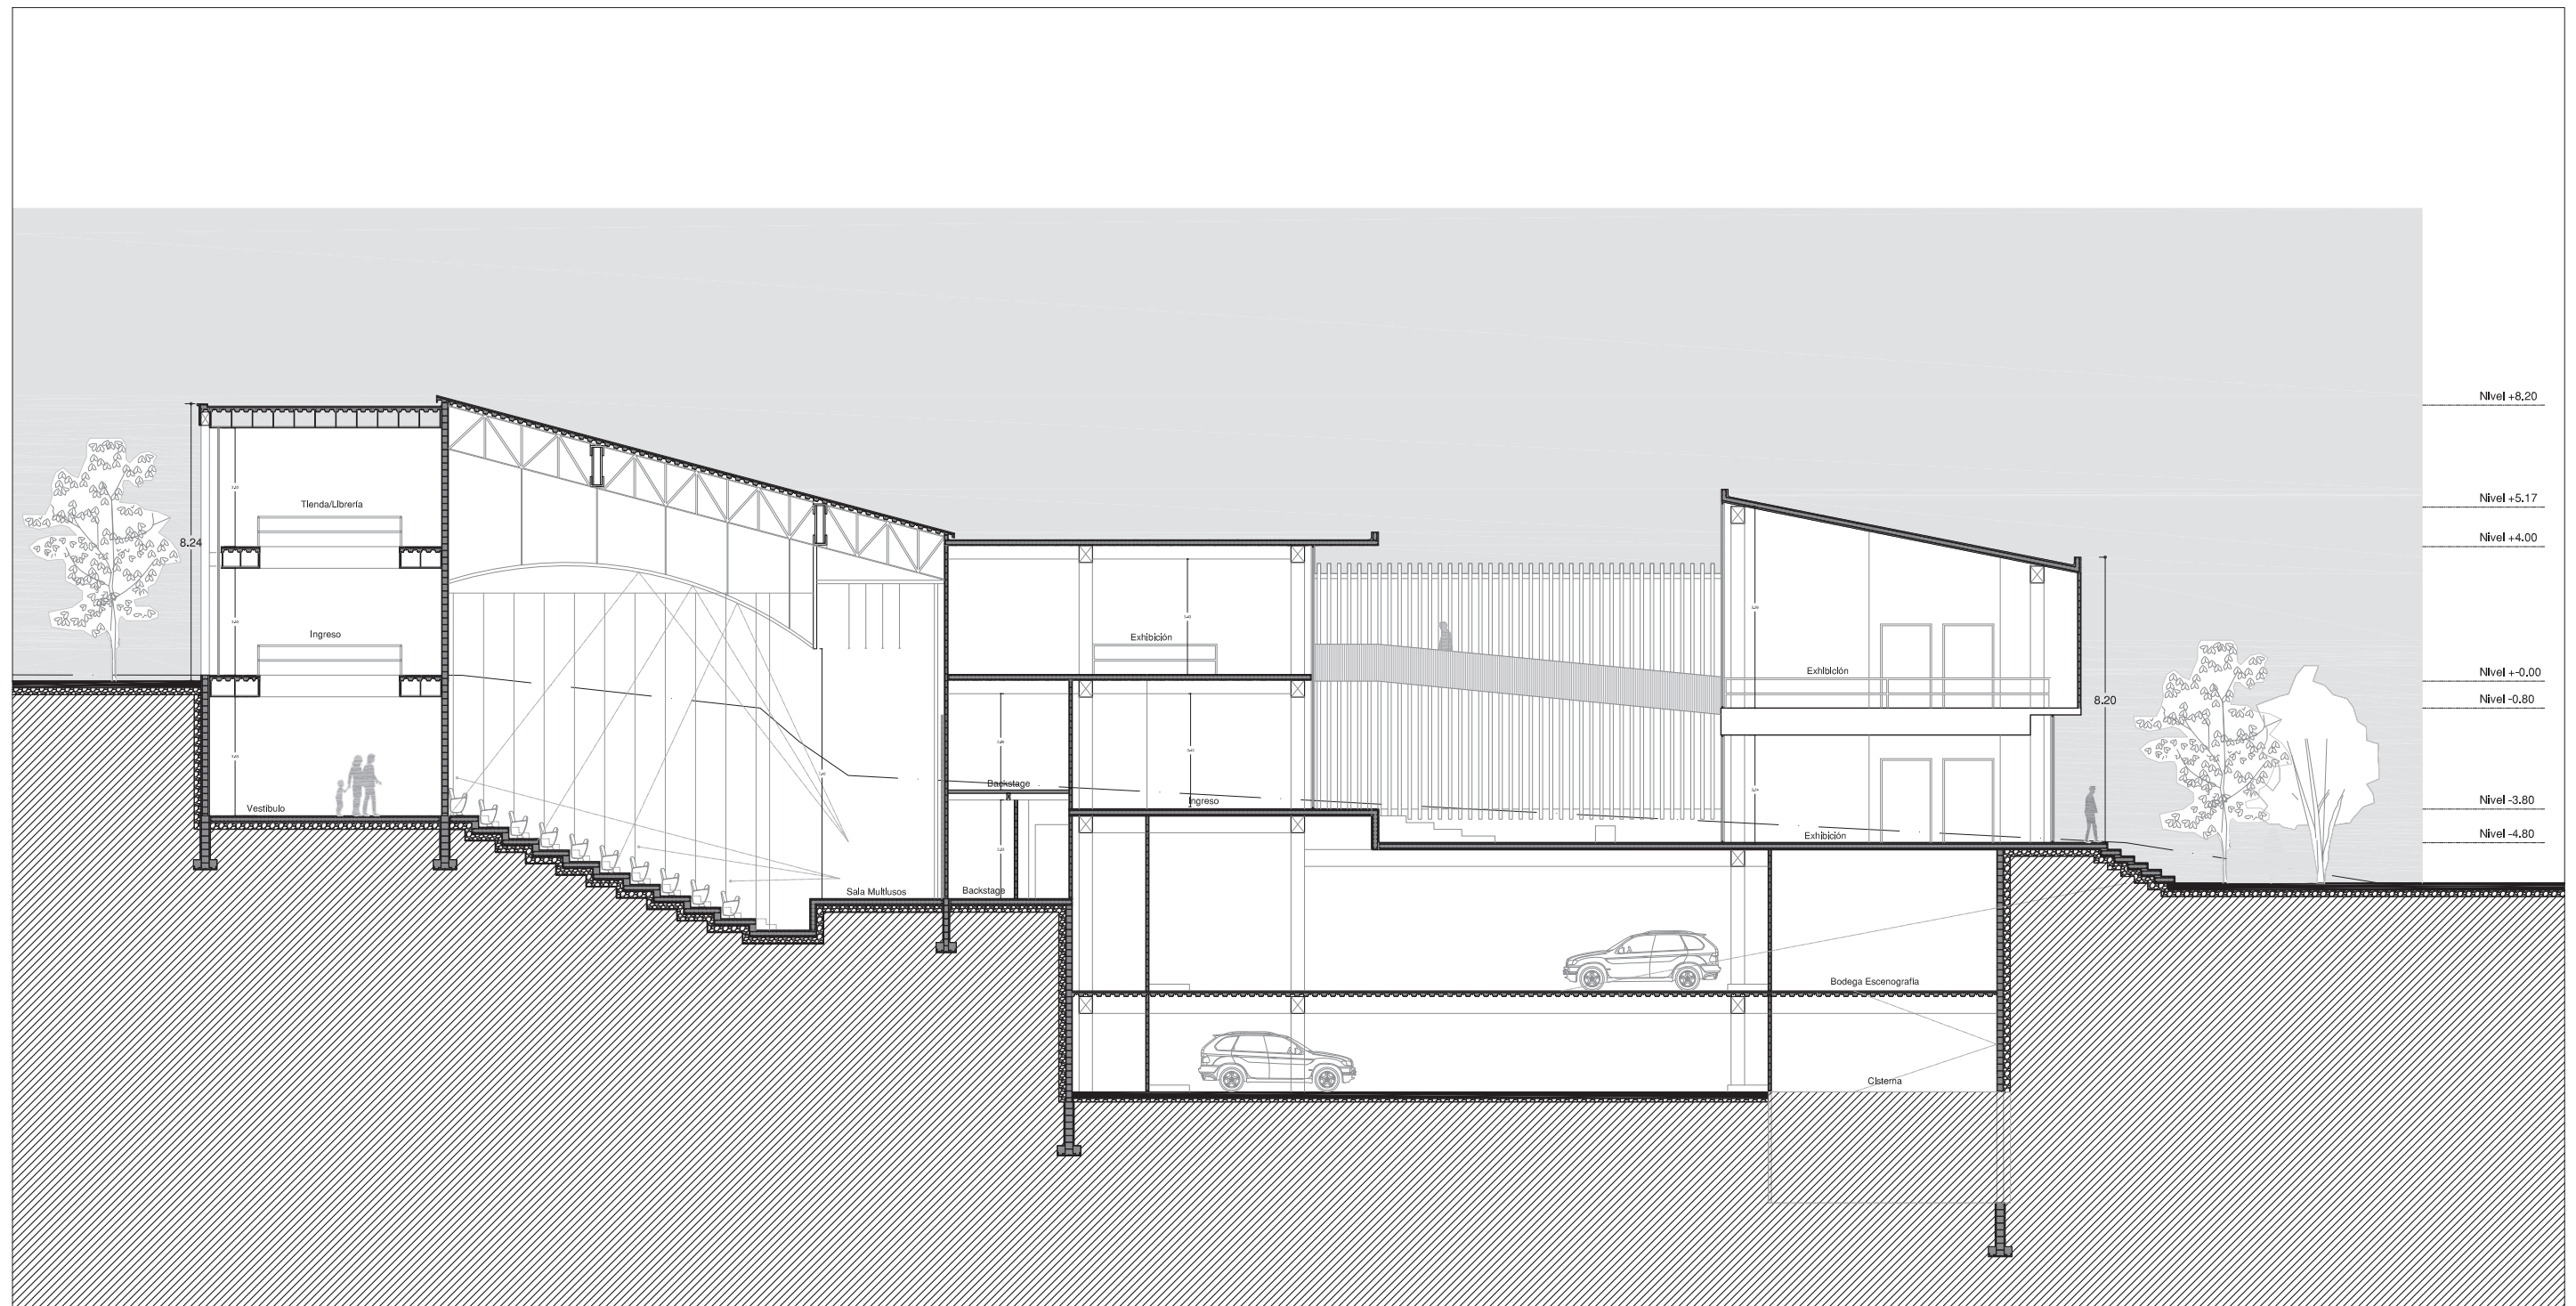 Nivel +8.20
Nivel +5.17
Nivel +4.00
Nivel +-0.00
Nivel -0.80
Nivel -3.80
Nivel -4.80
8.24
Tienda/Librería
Ingreso
Vestíbulo
Sala Multiusos
Backstage
Backstage
Exhibición
Ingreso
Exhibición
Exhibición
8.20
Bodega Escenografía
Cisterna